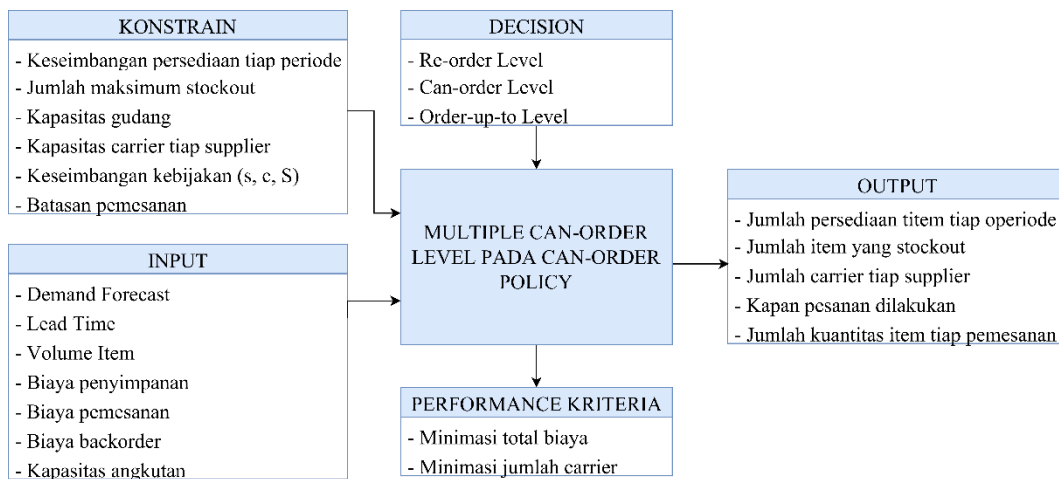 KONSTRAIN
- Keseimbangan persediaan tiap periode
- Jumlah maksimum stockout
- Kapasitas gudang
- Kapasitas carrier tiap supplier
- Keseimbangan kebijakan (s, c, S)
- Batasan pemesanan
DECISION
- Re-order Level
- Can-order Level
- Order-up-to Level
INPUT
- Demand Forecast
- Lead Time
- Volume Item
- Biaya penyimpanan
- Biaya pemesanan
- Biaya backorder
- Kapasitas angkutan
MULTIPLE CAN-ORDER
LEVEL PADA CAN-ORDER
POLICY
OUTPUT
- Jumlah persediaan titem tiap operiode
- Jumlah item yang stockout
- Jumlah carrier tiap supplier
- Kapan pesanan dilakukan
- Jumlah kuantitas item tiap pemesanan
PERFORMANCE KRITERIA
- Minimasi total biaya
- Minimasi jumlah carrier